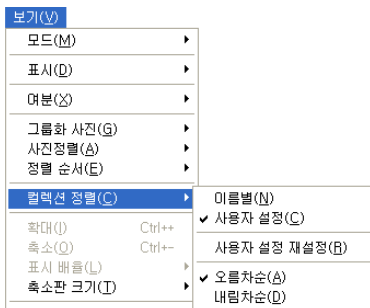 보기(V)
모드(M)
표시(D)
여분(X)
그룹화 사진(G)
사진정렬(A)
정렬 순서(E)
컬렉션 정렬(C)
확대(I) Ctrl++
축소(O) Ctrl+-
표시 배율(L)
축소판 크기(T)
이름별(N)
사용자 설정(C)
사용자 설정 재설정(R)
오름차순(A)
내림차순(D)